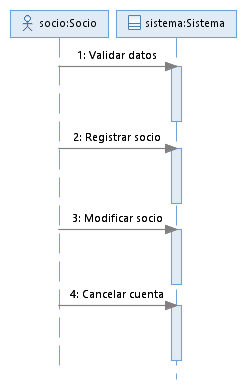 socio:Socio
sistema:Sistema
1: Validar datos
2: Registrar socio
3: Modificar socio
4: Cancelar cuenta